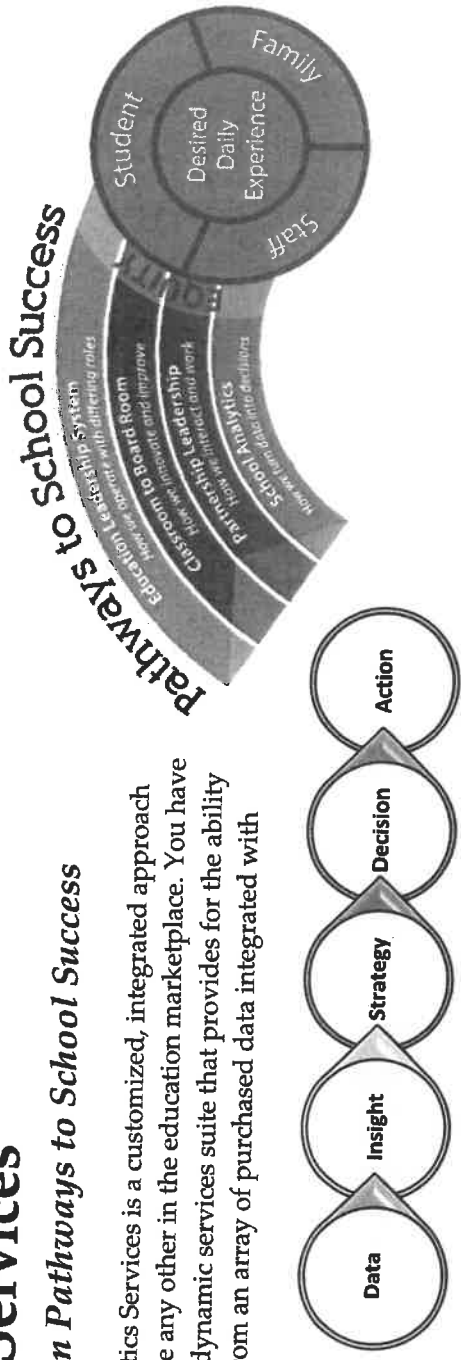 Services
n Pathways to School Success
tics Services is a customized, integrated approach
e any other in the education marketplace. You have
dynamic services suite that provides for the ability
om an array of purchased data integrated with
Data
Insight
Strategy
Decision
Action
Pathways to School Success
Education Leadership System
How we operate with differing roles
Classroom to Board Room
How we innovate and improve
Partnership Leadership
How we interact and work
School Analytics
How we turn data into decisions
EQUITY
Student
Family
Staff
Desired
Daily
Experience